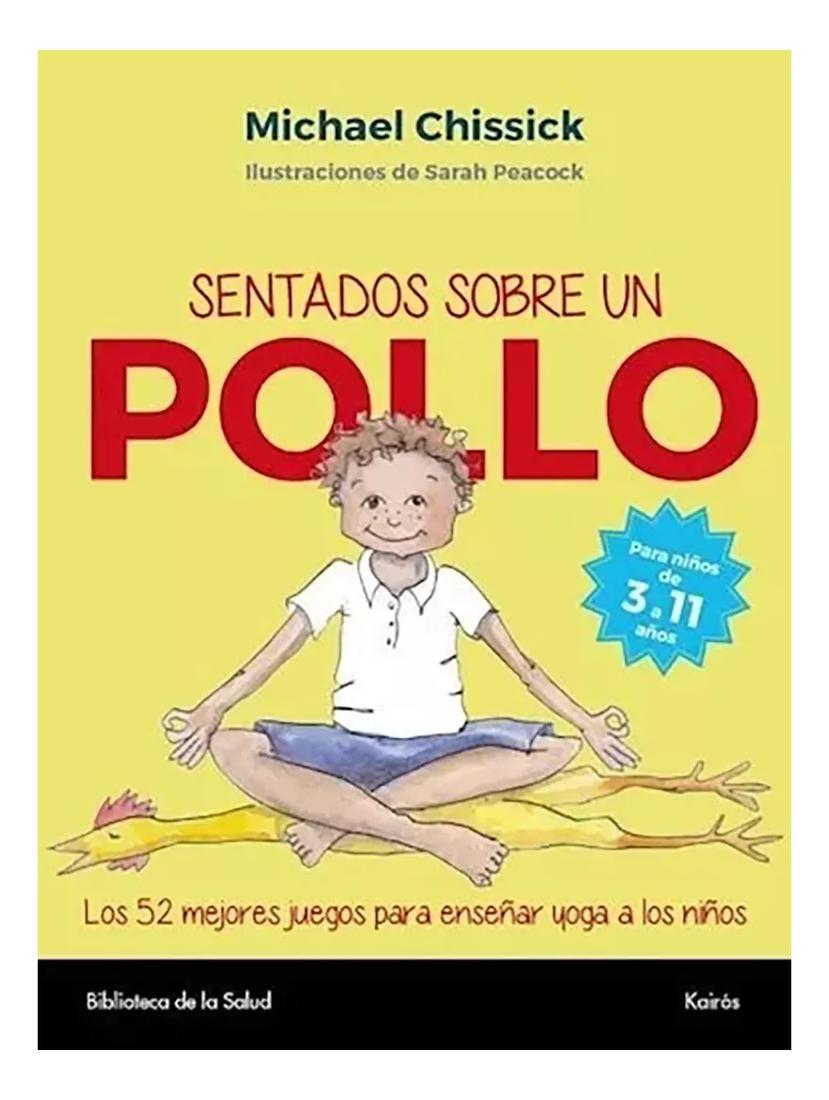 Michael Chissick
Ilustraciones de Sarah Peacock
SENTADOS SOBRE UN
POLLO
Para niños
de
3 a 11
años
Los 52 mejores juegos para enseñar yoga a los niños
Biblioteca de la Salud
Kairós